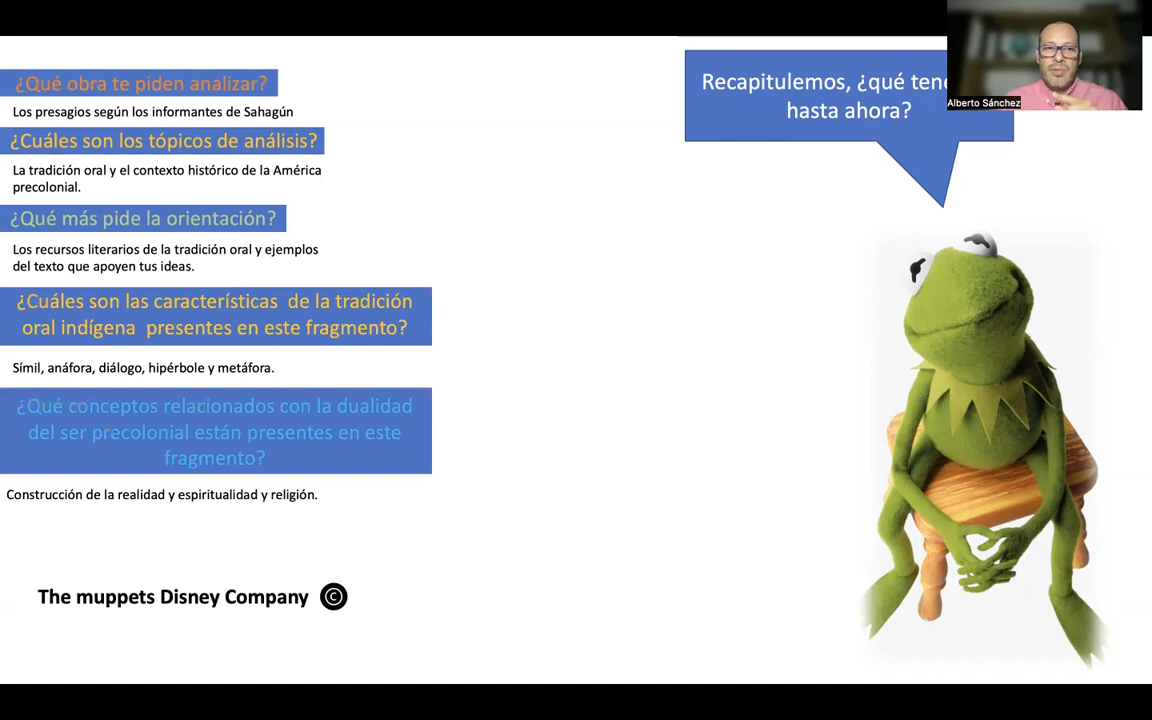 ¿Qué obra te piden analizar?
Los presagios según los informantes de Sahagún
¿Cuáles son los tópicos de análisis?
La tradición oral y el contexto histórico de la América
precolonial.
¿Qué más pide la orientación?
Los recursos literarios de la tradición oral y ejemplos
del texto que apoyen tus ideas.
¿Cuáles son las características de la tradición
oral indígena presentes en este fragmento?
Símil, anáfora, diálogo, hipérbole y metáfora.
¿Qué conceptos relacionados con la dualidad
del ser precolonial están presentes en este
fragmento?
Construcción de la realidad y espiritualidad y religión.
The muppets Disney Company ©
Recapitulemos, ¿qué
hasta ahora?
Alberto Sánchez